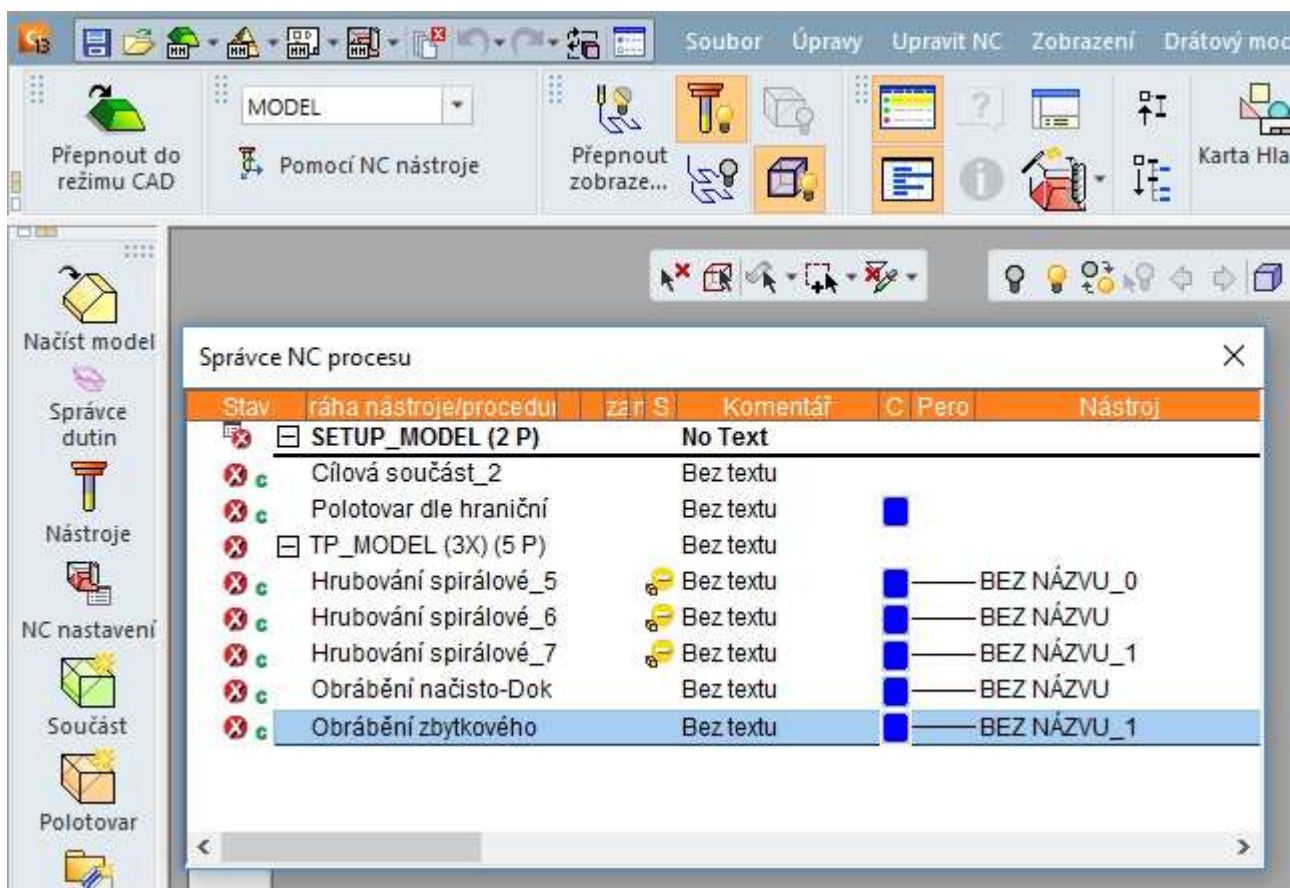 13
Soubor Úpravy Upravit NC Zobrazení Drátový moc
MODEL
Přepnout do
režimu CAD
Pomocí NC nástroje
Přepnout
zobraze...
Karta Hla
Načíst model
Správce
dutin
Nástroje
NC nastavení
Součást
Polotovar
Správce NC procesu
Stav ráha nástroje/procedu S Komentář C Pero Nástroj
SETUP_MODEL (2 P) No Text
c Cílová součást_2 Bez textu
c Polotovar dle hraniční Bez textu
TP_MODEL (3X) (5 P) Bez textu
c Hrubování spirálové_5 Bez textu BEZ NÁZVU_0
c Hrubování spirálové_6 Bez textu BEZ NÁZVU
c Hrubování spirálové_7 Bez textu BEZ NÁZVU_1
c Obrábění načisto-Dok Bez textu BEZ NÁZVU
c Obrábění zbytkového Bez textu BEZ NÁZVU_1